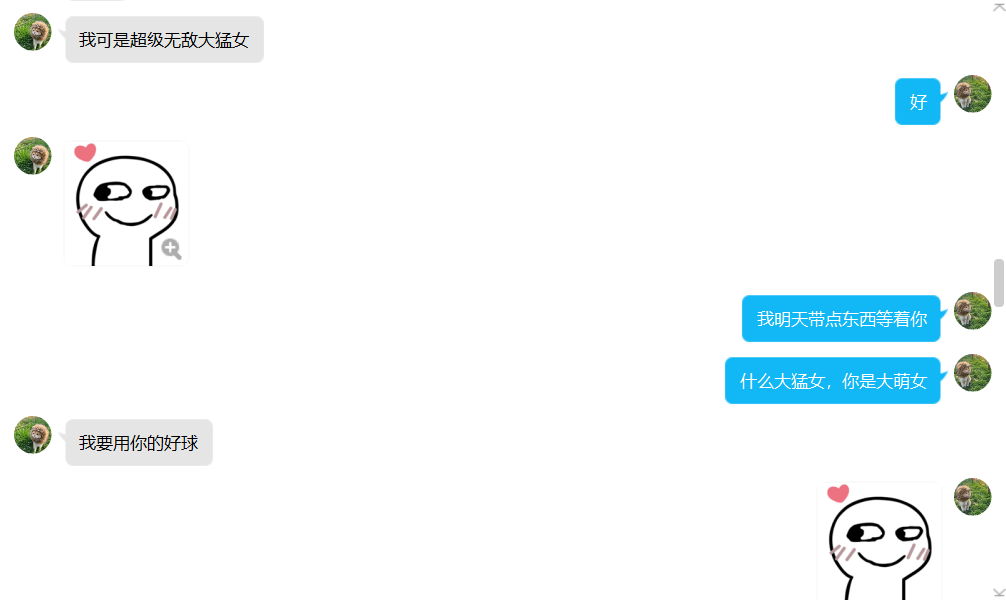 我可是超级无敌大猛女
好
我明天带点东西等着你
什么大猛女，你是大萌女
我要用你的好球